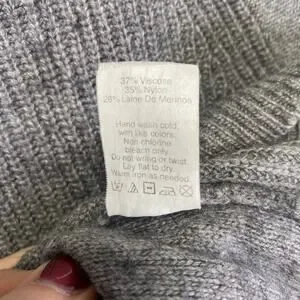 37% Viscose
35% Nylon
28% Laine De Merinos
Hand wash cold
with like colors.
Non chlorine
bleach only.
Do not wring or twist
Lay flat to dry.
Warm iron as needed.